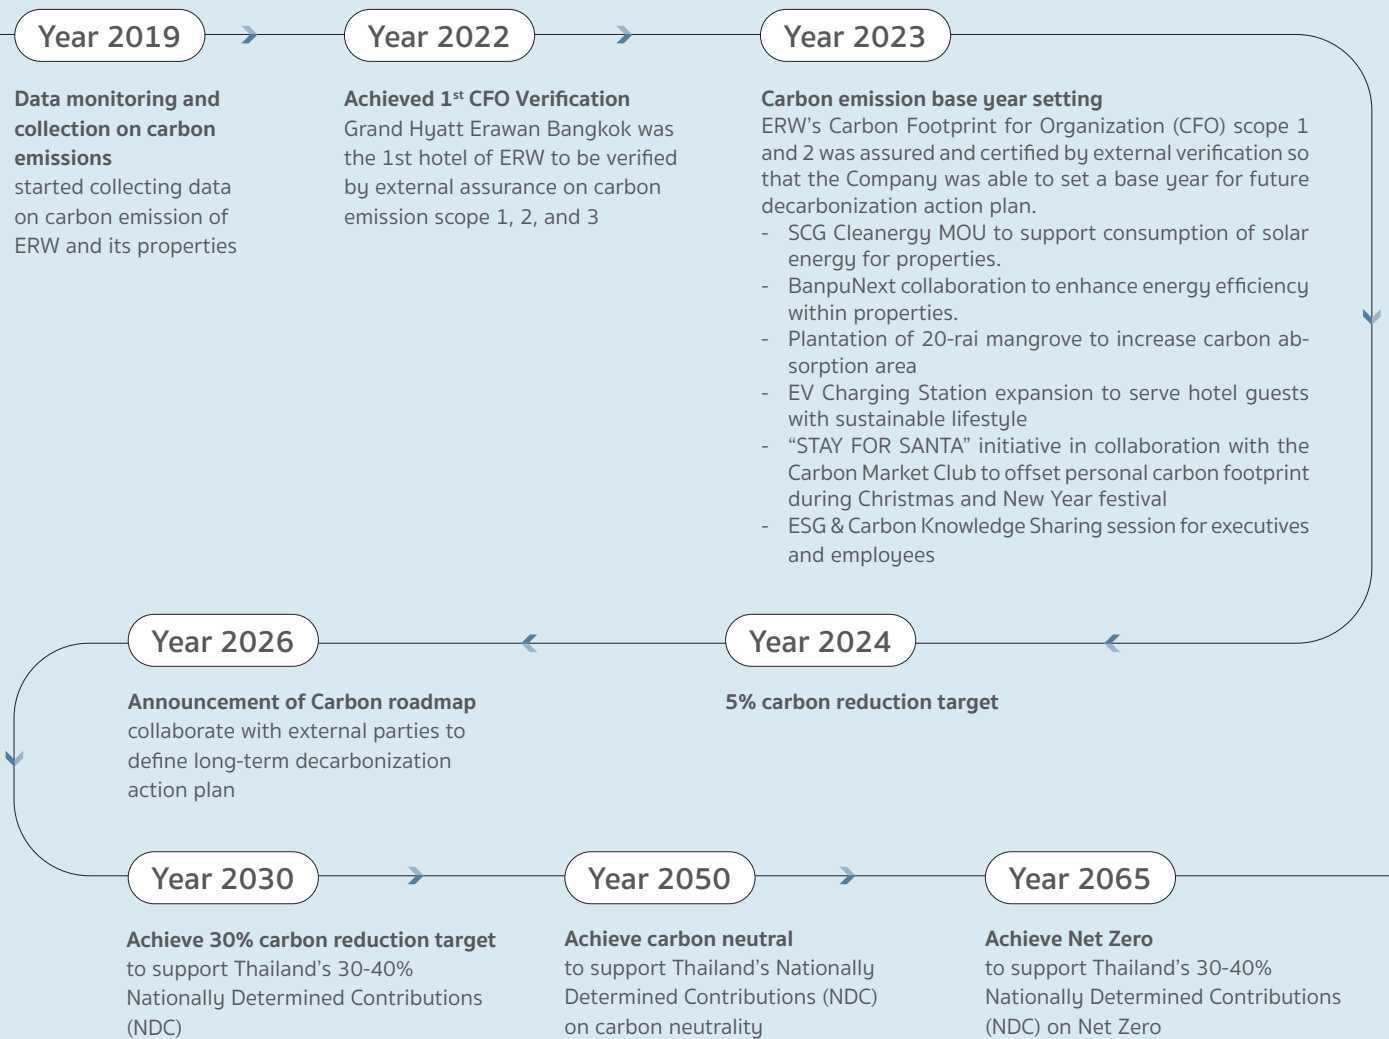 Year 2019
Year 2022
Year 2023
Data monitoring and
collection on carbon
emissions
started collecting data
on carbon emission of
ERW and its properties
Achieved 1st CFO Verification
Grand Hyatt Erawan Bangkok was
the 1st hotel of ERW to be verified
by external assurance on carbon
emission scope 1, 2, and 3
Carbon emission base year setting
ERW's Carbon Footprint for Organization (CFO) scope 1
and 2 was assured and certified by external verification so
that the Company was able to set a base year for future
decarbonization action plan.
- SCG Cleanergy MOU to support consumption of solar
energy for properties.
- BanpuNext collaboration to enhance energy efficiency
within properties.
- Plantation of 20-rai mangrove to increase carbon ab-
sorption area
- EV Charging Station expansion to serve hotel guests
with sustainable lifestyle
- “STAY FOR SANTA” initiative in collaboration with the
Carbon Market Club to offset personal carbon footprint
during Christmas and New Year festival
- ESG & Carbon Knowledge Sharing session for executives
and employees
Year 2026
Year 2024
Announcement of Carbon roadmap
collaborate with external parties to
define long-term decarbonization
action plan
5% carbon reduction target
Year 2030
Year 2050
Year 2065
Achieve 30% carbon reduction target
to support Thailand's 30-40%
Nationally Determined Contributions
(NDC)
Achieve carbon neutral
to support Thailand's Nationally
Determined Contributions (NDC)
on carbon neutrality
Achieve Net Zero
to support Thailand's 30-40%
Nationally Determined Contributions
(NDC) on Net Zero